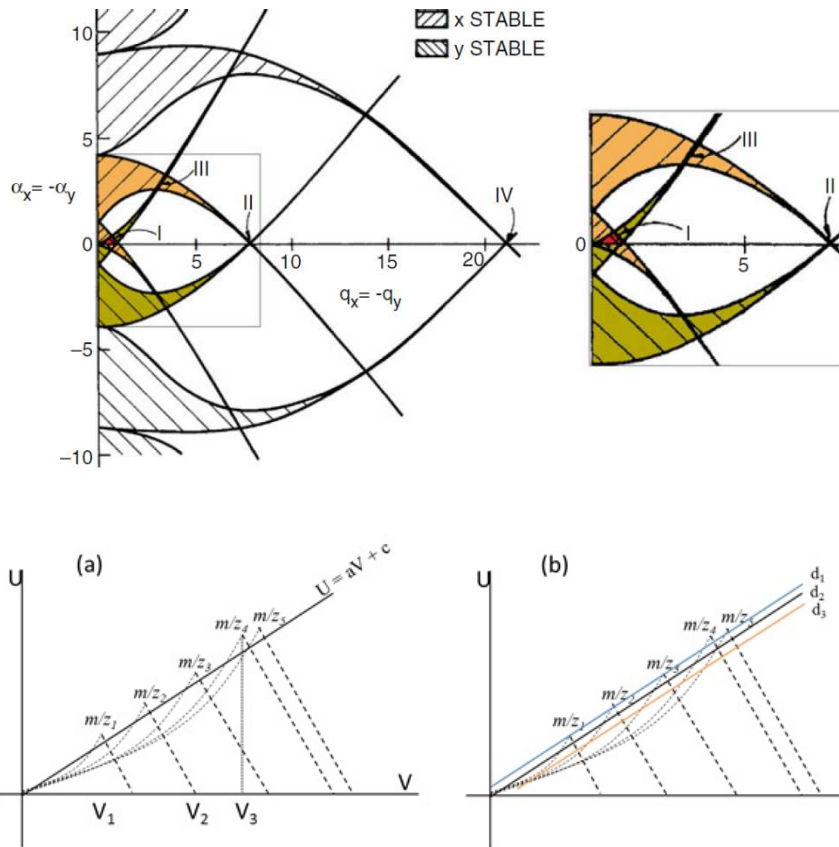 10
x STABLE
y STABLE
5
III
III
αx = -αy
II
IV
II
I
I
0
5
10
15
20
0
5
qx = -qy
−5
−10
(a)
U
U = aV + c
m/z1
m/z2
m/z3
m/z4
m/z5
V
V1
V2
V3
(b)
U
d1
d2
d3
m/z1
m/z2
m/z3
m/z4
m/z5